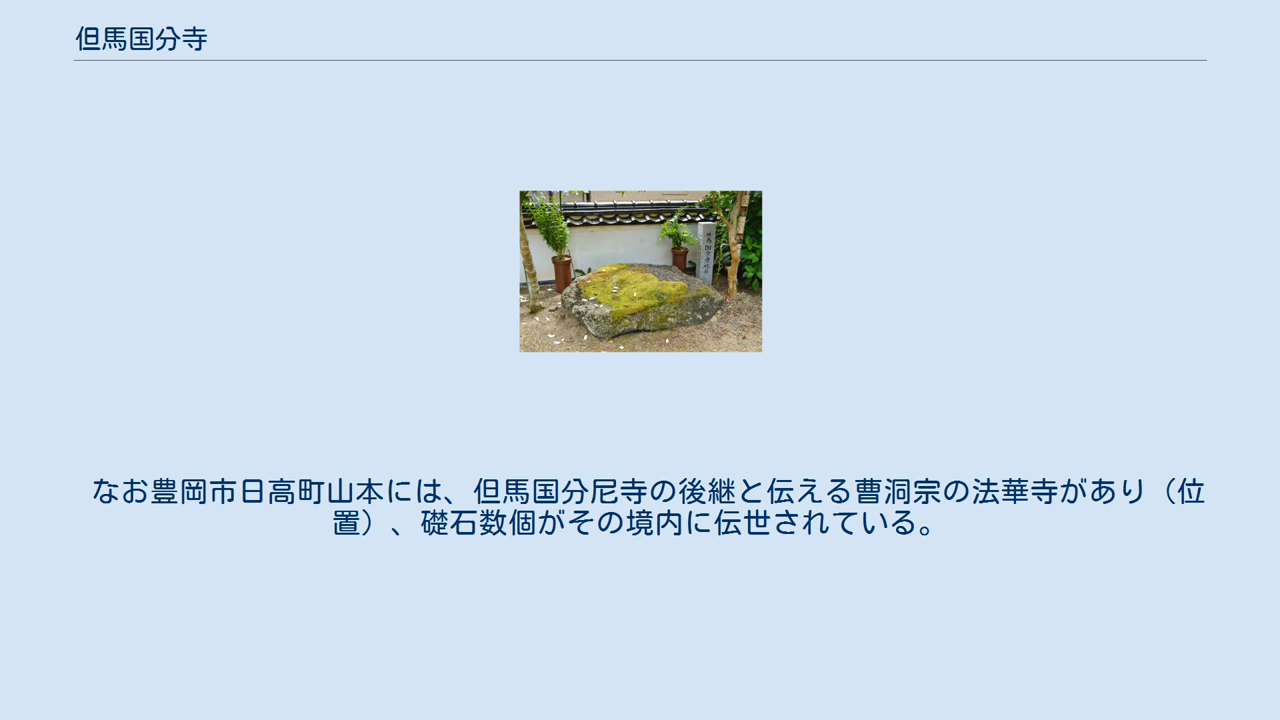 但馬国分寺
なお豊岡市日高町山本には、但馬国分尼寺の後継と伝える曹洞宗の法華寺があり（位
置）、礎石数個がその境内に伝世されている。